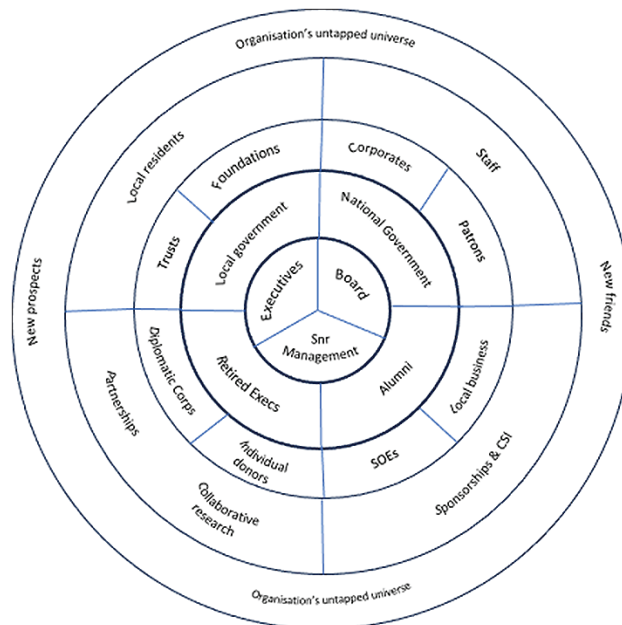 Organisation's untapped universe
Local residents
Staff
Foundations
Corporates
Trusts
Patrons
Local government
National Government
Executives
Board
Snr
Management
New prospects
New friends
Retired Execs
Alumni
Diplomatic Corps
Local business
Individual
donors
SOEs
Partnerships
Collaborative
research
Sponsorships & CSI
Organisation's untapped universe